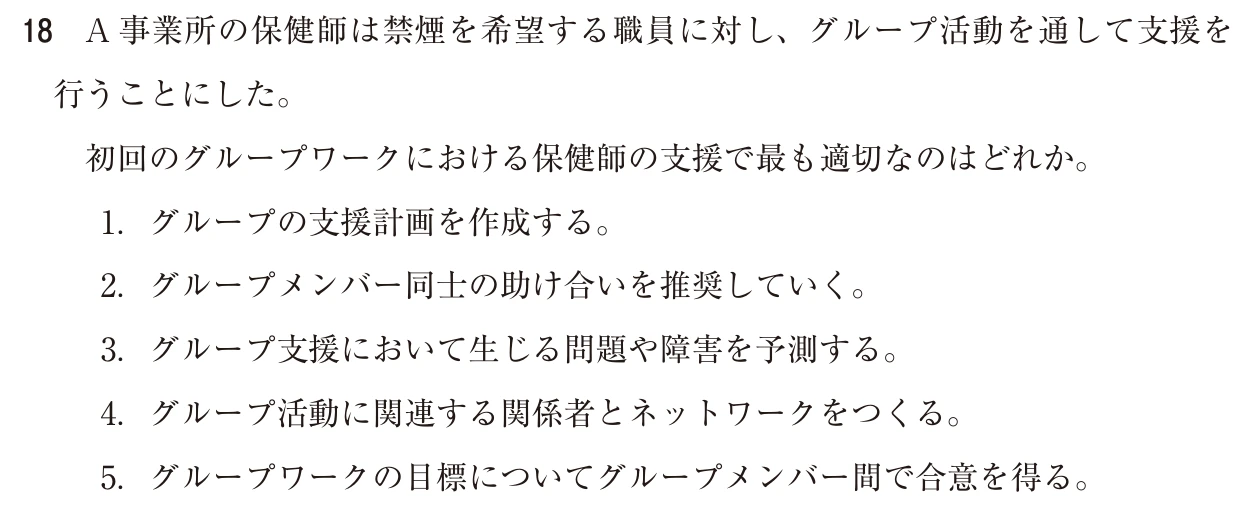 18 A事業所の保健師は禁煙を希望する職員に対し、グループ活動を通して支援を
行うことにした。
初回のグループワークにおける保健師の支援で最も適切なのはどれか。
1. グループの支援計画を作成する。
2. グループメンバー同士の助け合いを推奨していく。
3. グループ支援において生じる問題や障害を予測する。
4. グループ活動に関連する関係者とネットワークをつくる。
5. グループワークの目標についてグループメンバー間で合意を得る。